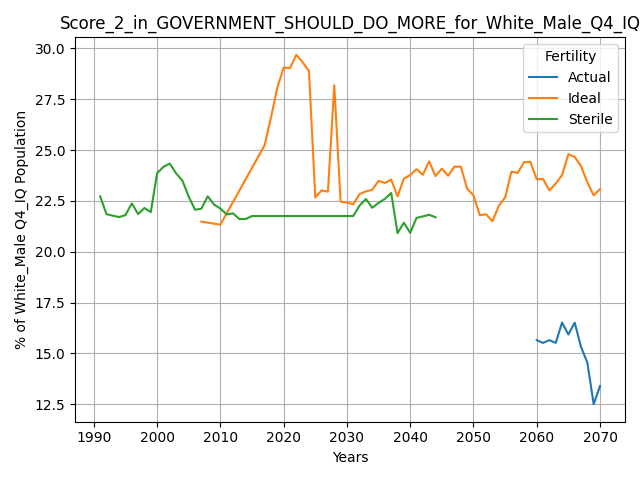 Score_2_in_GOVERNMENT_SHOULD_DO_MORE_for_White_Male_Q4_IQ
Fertility
Actual
Ideal
Sterile
% of White_Male Q4_IQ Population
30.0
27.5
25.0
22.5
20.0
17.5
15.0
12.5
1990 2000 2010 2020 2030 2040 2050 2060 2070
Years